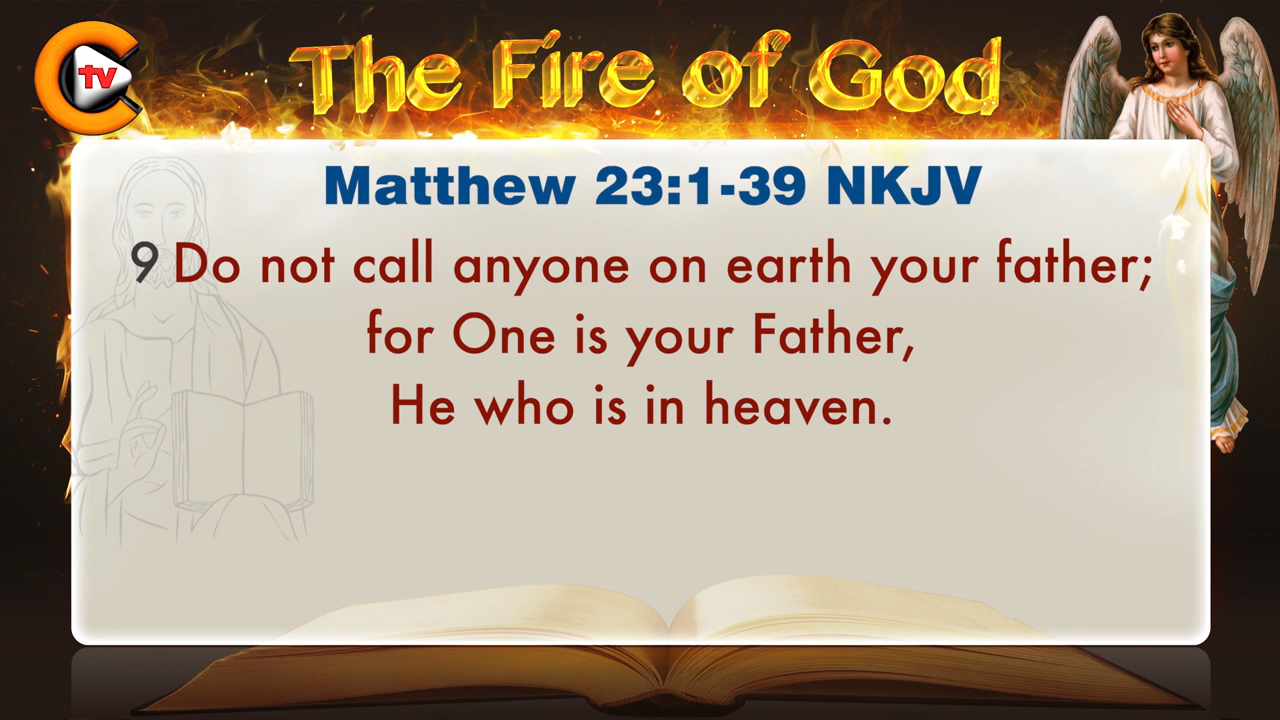 tv
The Fire of God
Matthew 23:1-39 NKJV
9 Do not call anyone on earth your father;
for One is your Father,
He who is in heaven.